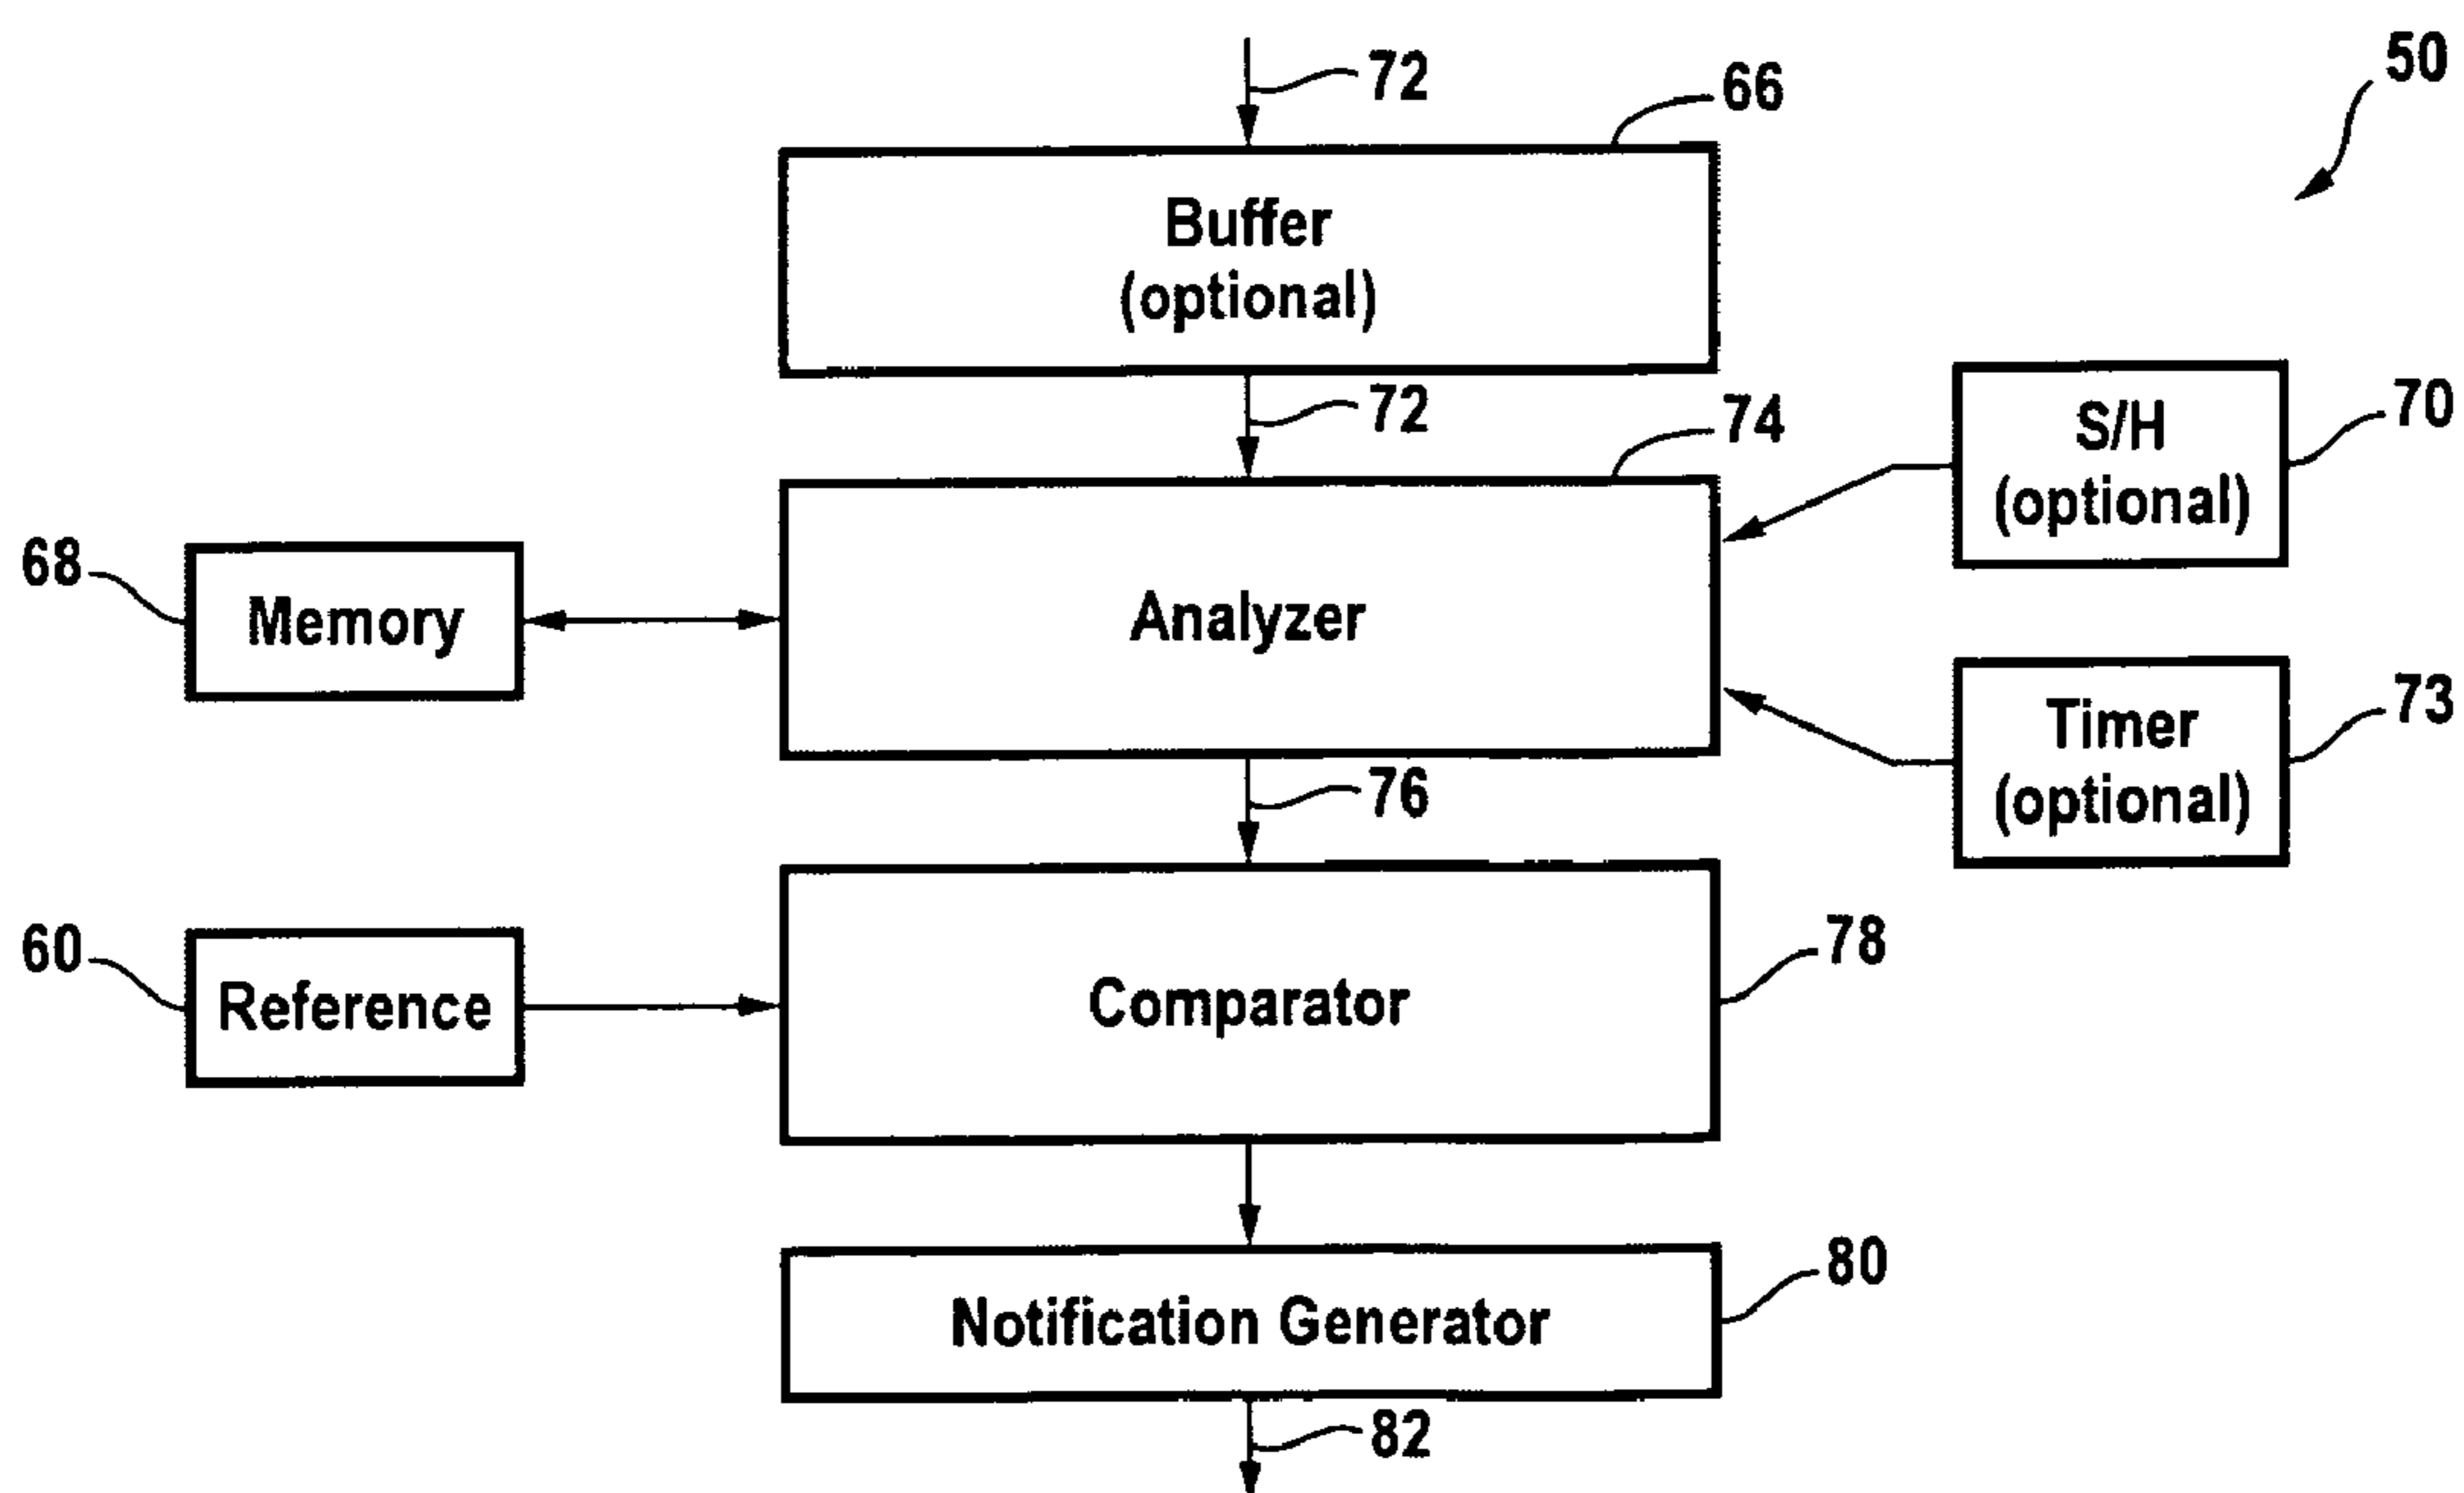 50
72
66
Buffer
(optional)
72
74
70
S/H
(optional)
68
Memory
Analyzer
73
Timer
(optional)
76
60
Reference
Comparator
78
80
Notification Generator
82